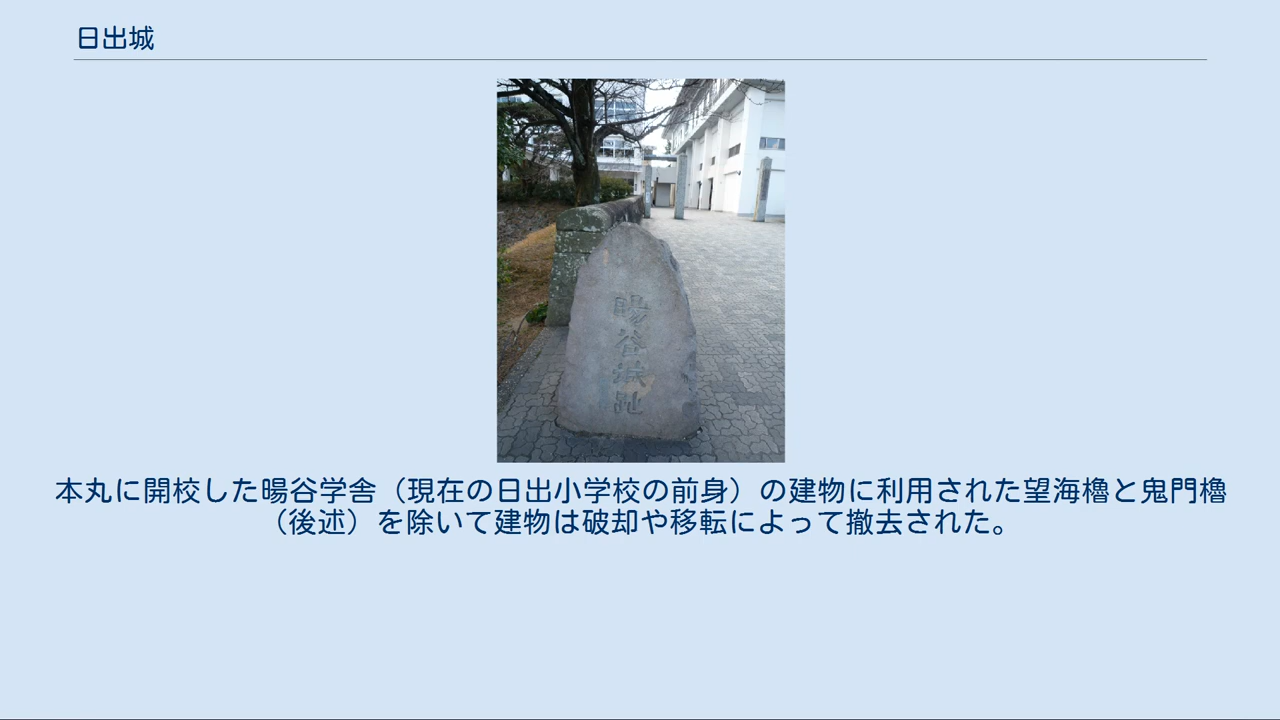 日出城
暘谷城趾
本丸に開校した暘谷学舎（現在の日出小学校の前身）の建物に利用された望海櫓と鬼門櫓
（後述）を除いて建物は破却や移転によって撤去された。